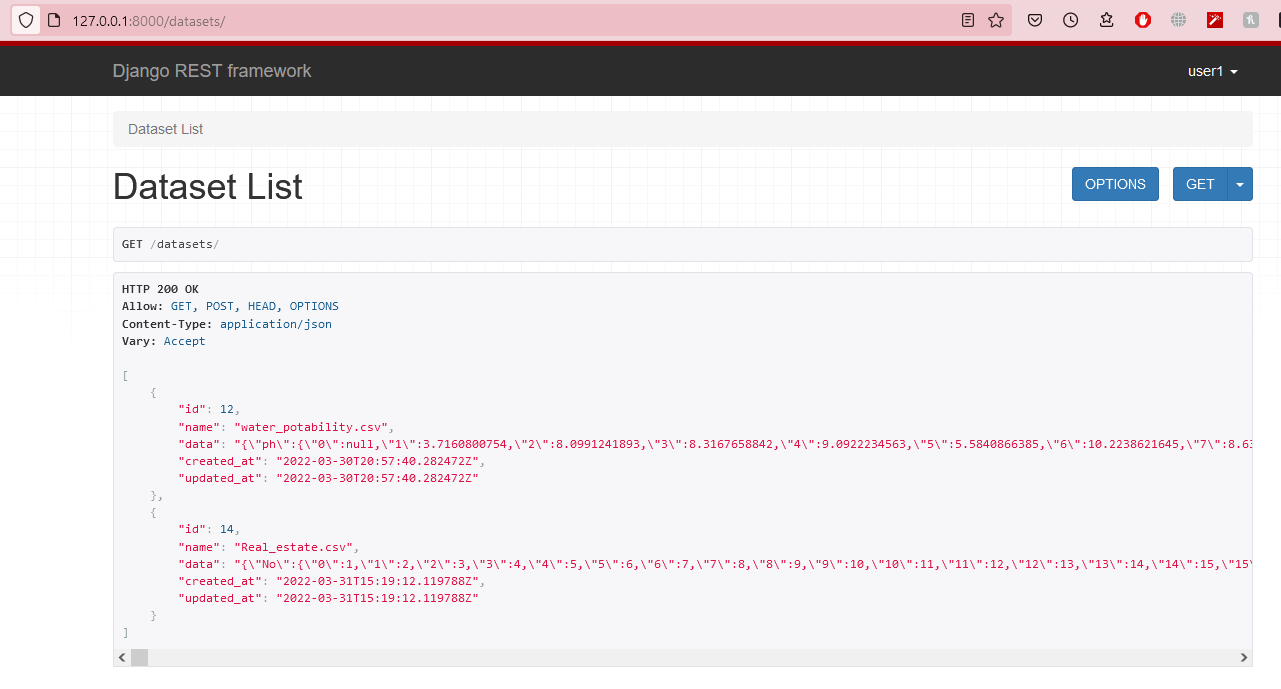 127.0.0.1:8000/datasets/
Django REST framework
user1
Dataset List
Dataset List
OPTIONS
GET
GET /datasets/
HTTP 200 OK
Allow: GET, POST, HEAD, OPTIONS
Content-Type: application/json
Vary: Accept
[
{
"id": 12,
"name": "water_potability.csv",
"data": "{\"ph\":{\"0\":null,\"1\":3.7160800754,\"2\":8.0991241893,\"3\":8.3167658842,\"4\":9.0922234563,\"5\":5.5840866385,\"6\":10.2238621645,\"7\":8.63
"created_at": "2022-03-30T20:57:40.282472Z",
"updated_at": "2022-03-30T20:57:40.282472Z"
},
{
"id": 14,
"name": "Real_estate.csv",
"data": "{\"No\":{\"0\":1,\"1\":2,\"2\":3,\"3\":4,\"4\":5,\"5\":6,\"6\":7,\"7\":8,\"8\":9,\"9\":10,\"10\":11,\"11\":12,\"12\":13,\"13\":14,\"14\":15,\"15\
"created_at": "2022-03-31T15:19:12.119788Z",
"updated_at": "2022-03-31T15:19:12.119788Z"
}
]